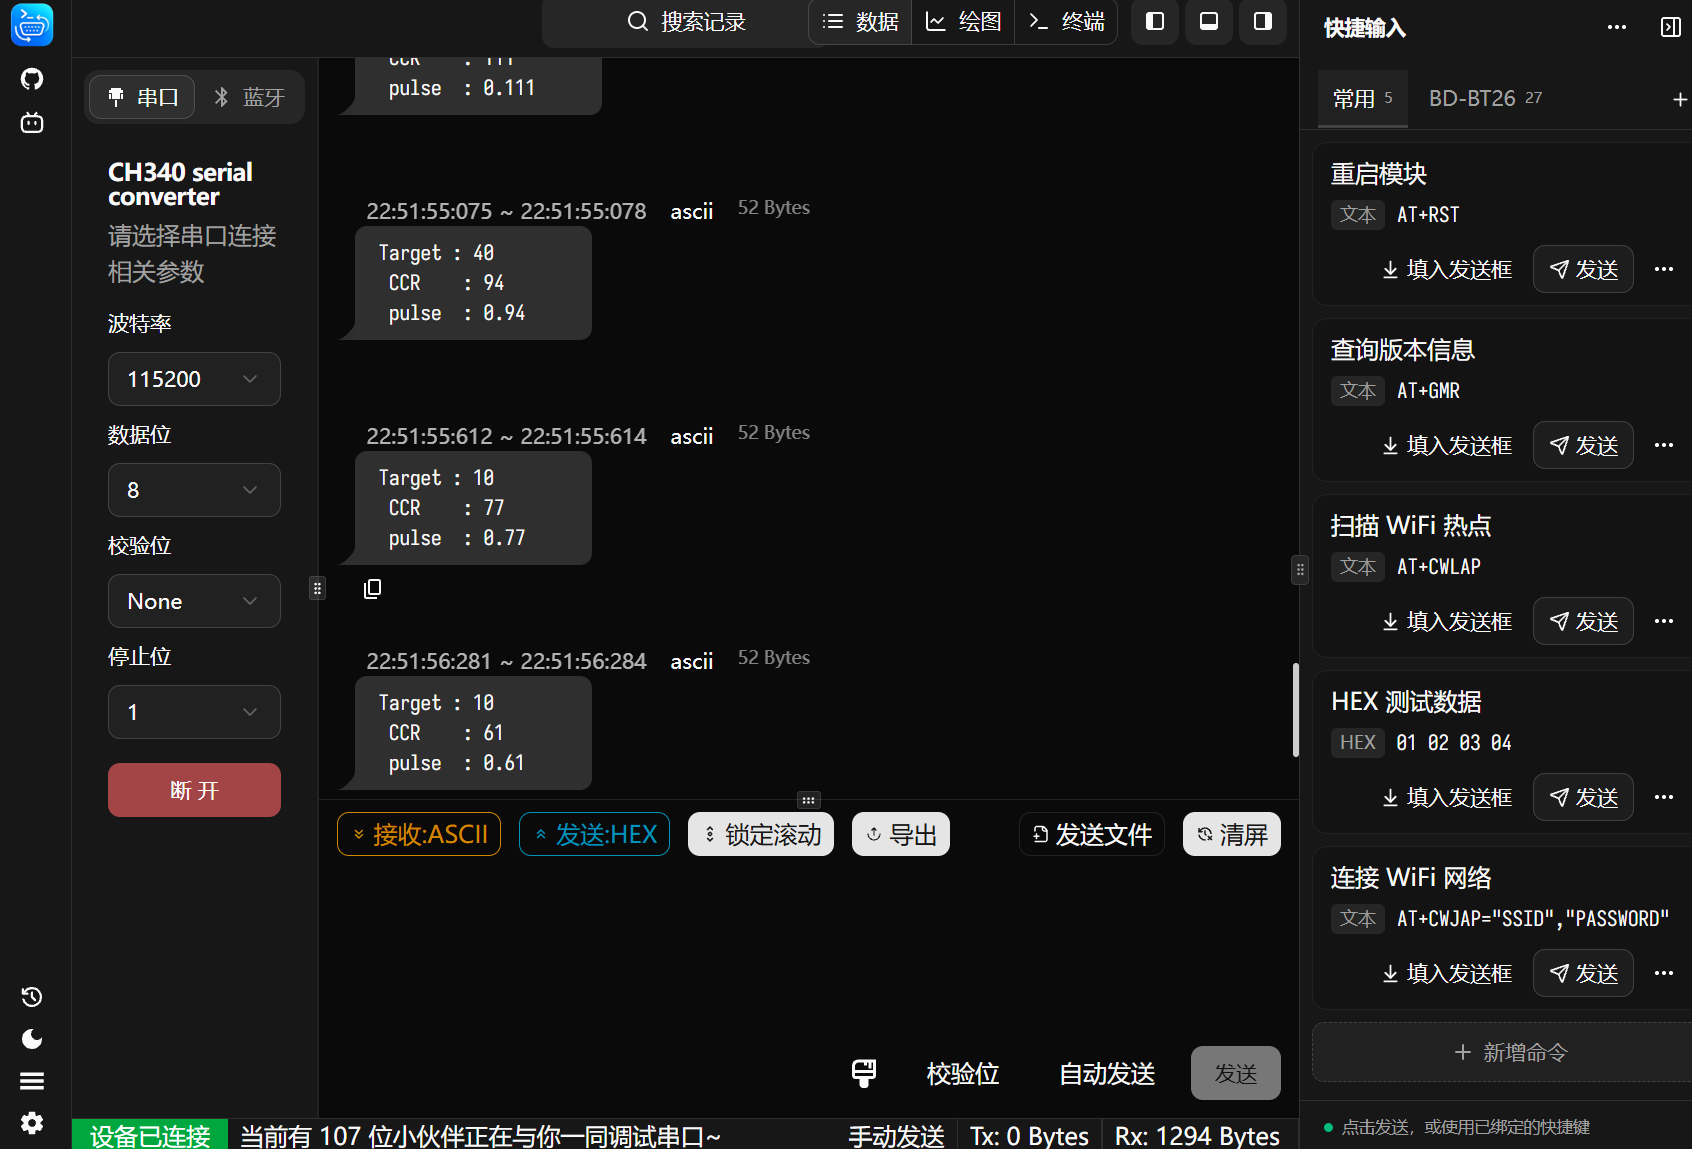 搜索记录
数据
绘图
终端
快捷输入
串口
蓝牙
CH340 serial
converter
请选择串口连接
相关参数
波特率
115200
数据位
8
校验位
None
停止位
1
断 开
CCR : 111
pulse : 0.111
22:51:55:075 ~ 22:51:55:078 ascii 52 Bytes
Target : 40
CCR : 94
pulse : 0.94
22:51:55:612 ~ 22:51:55:614 ascii 52 Bytes
Target : 10
CCR : 77
pulse : 0.77
22:51:56:281 ~ 22:51:56:284 ascii 52 Bytes
Target : 10
CCR : 61
pulse : 0.61
接收:ASCII
发送:HEX
锁定滚动
导出
发送文件
清屏
校验位
自动发送
发送
常用 5
BD-BT26 27
重启模块
文本 AT+RST
填入发送框
发送
查询版本信息
文本 AT+GMR
填入发送框
发送
扫描 WiFi 热点
文本 AT+CWLAP
填入发送框
发送
HEX 测试数据
HEX 01 02 03 04
填入发送框
发送
连接 WiFi 网络
文本 AT+CWJAP="SSID","PASSWORD"
填入发送框
发送
新增命令
点击发送，或使用已绑定的快捷键
设备已连接
当前有 107 位小伙伴正在与你一同调试串口~
手动发送
Tx: 0 Bytes
Rx: 1294 Bytes